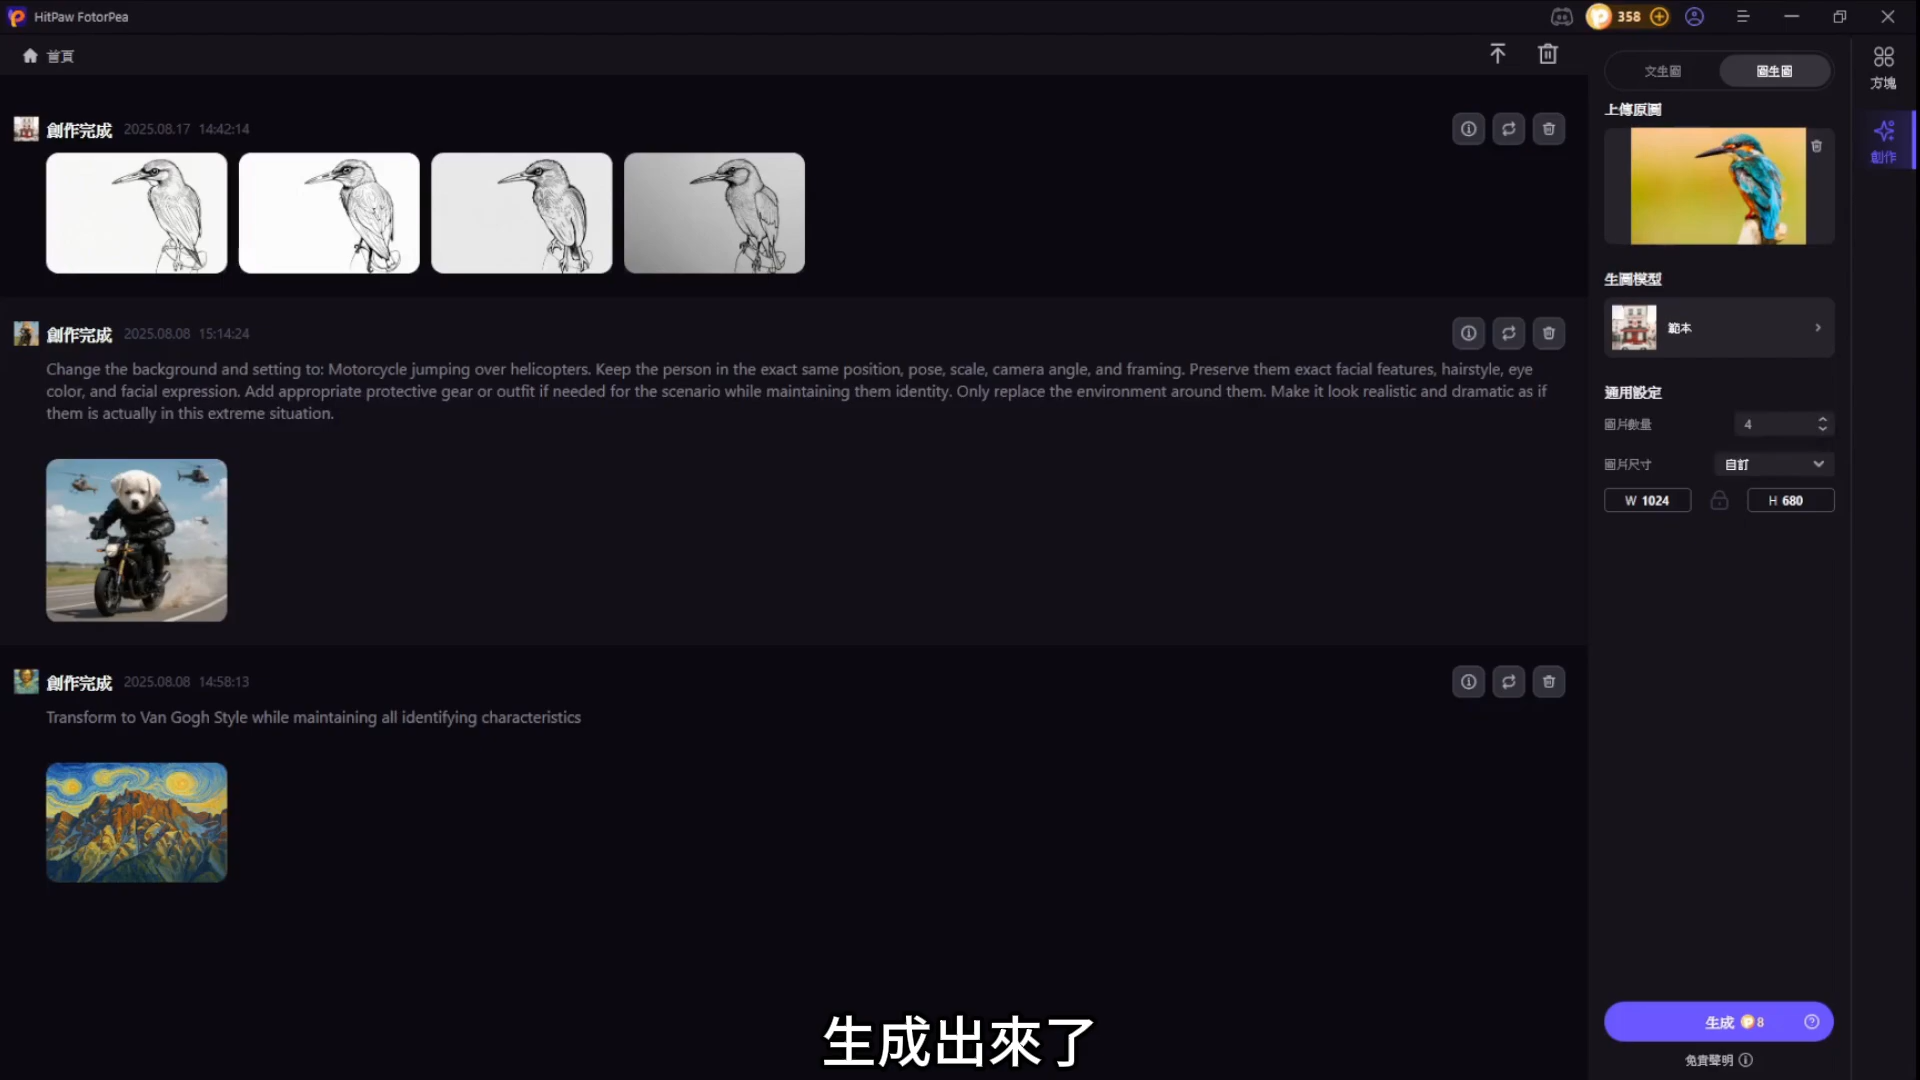 HitPaw FotorPea
358
首頁
文生圖
圖生圖
方塊
上傳原圖
創作完成 2025.08.17 14:42:14
創作
生圖模型
範本
創作完成 2025.08.08 15:14:24
Change the background and setting to: Motorcycle jumping over helicopters. Keep the person in the exact same position, pose, scale, camera angle, and framing. Preserve them exact facial features, hairstyle, eye
color, and facial expression. Add appropriate protective gear or outfit if needed for the scenario while maintaining them identity. Only replace the environment around them. Make it look realistic and dramatic as if
them is actually in this extreme situation.
通用設定
圖片數量 4
圖片尺寸 自訂
W 1024
H 680
創作完成 2025.08.08 14:58:13
Transform to Van Gogh Style while maintaining all identifying characteristics
生成 8
免責聲明
生成出來了